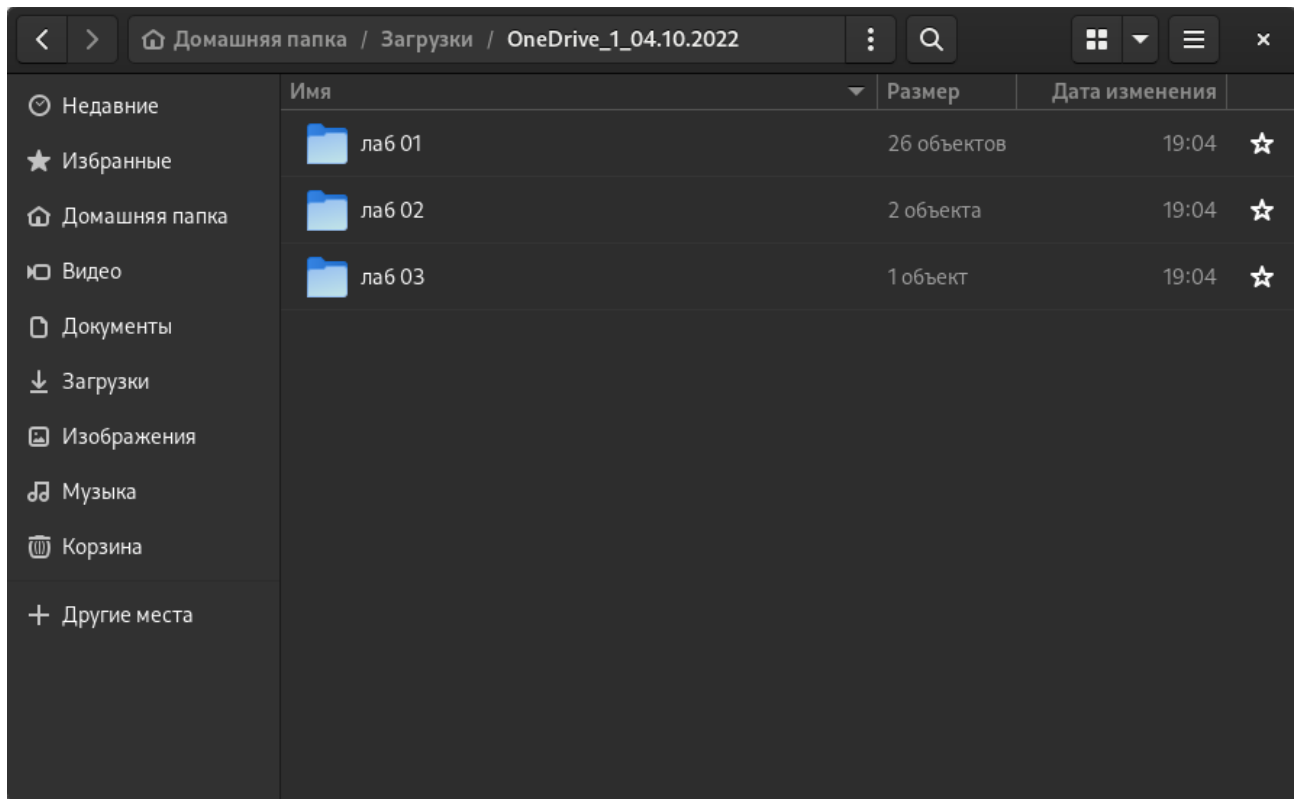 Домашняя папка / Загрузки / OneDrive_1_04.10.2022
Имя Размер Дата изменения
Недавние
Избранные
Домашняя папка
Видео
Документы
Загрузки
Изображения
Музыка
Корзина
Другие места
лаб 01 26 объектов 19:04
лаб 02 2 объекта 19:04
лаб 03 1 объект 19:04